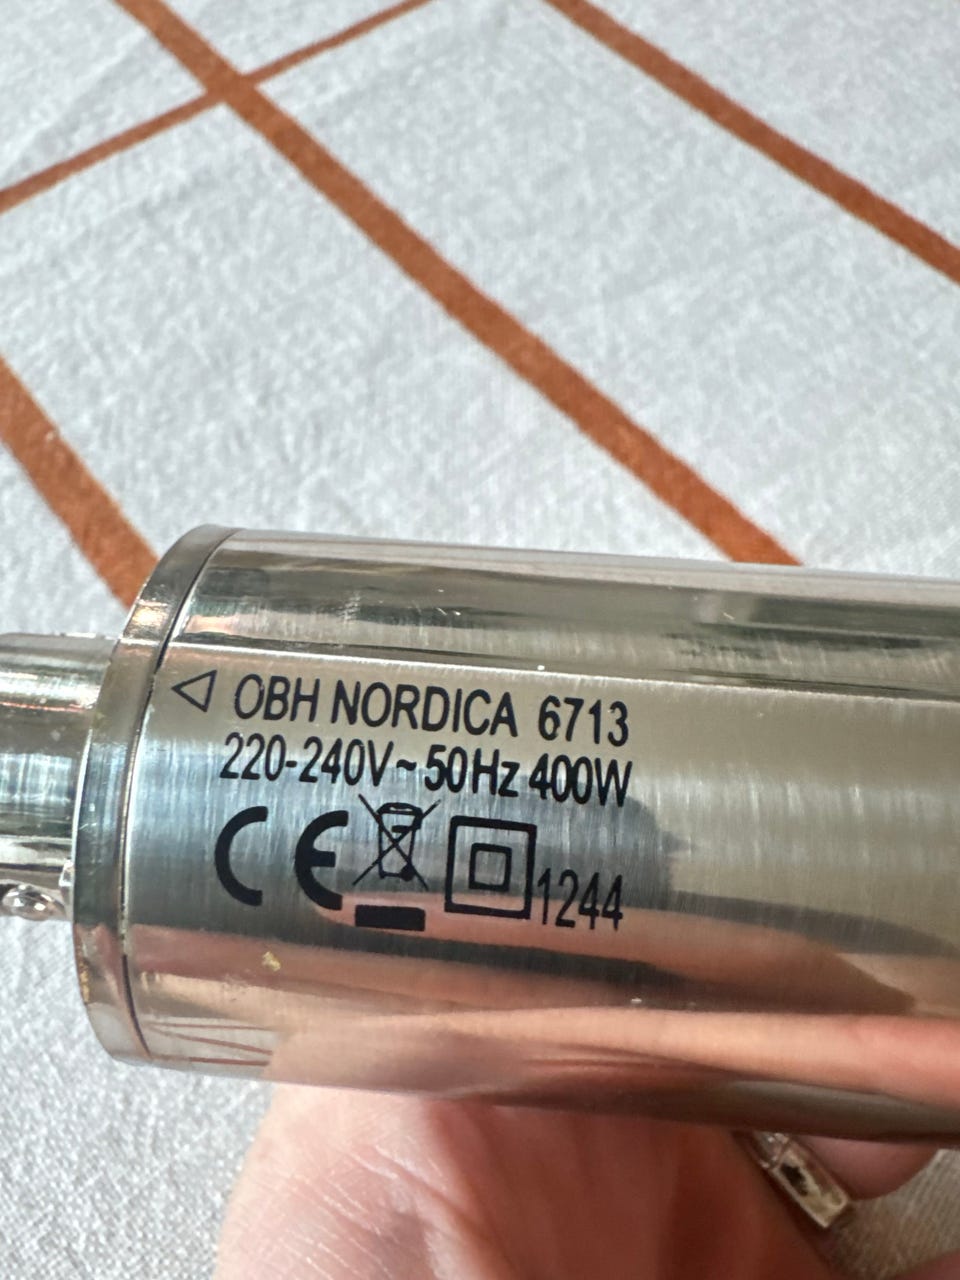 OBH NORDICA 6713
220-240V~50Hz 400W
CE 1244